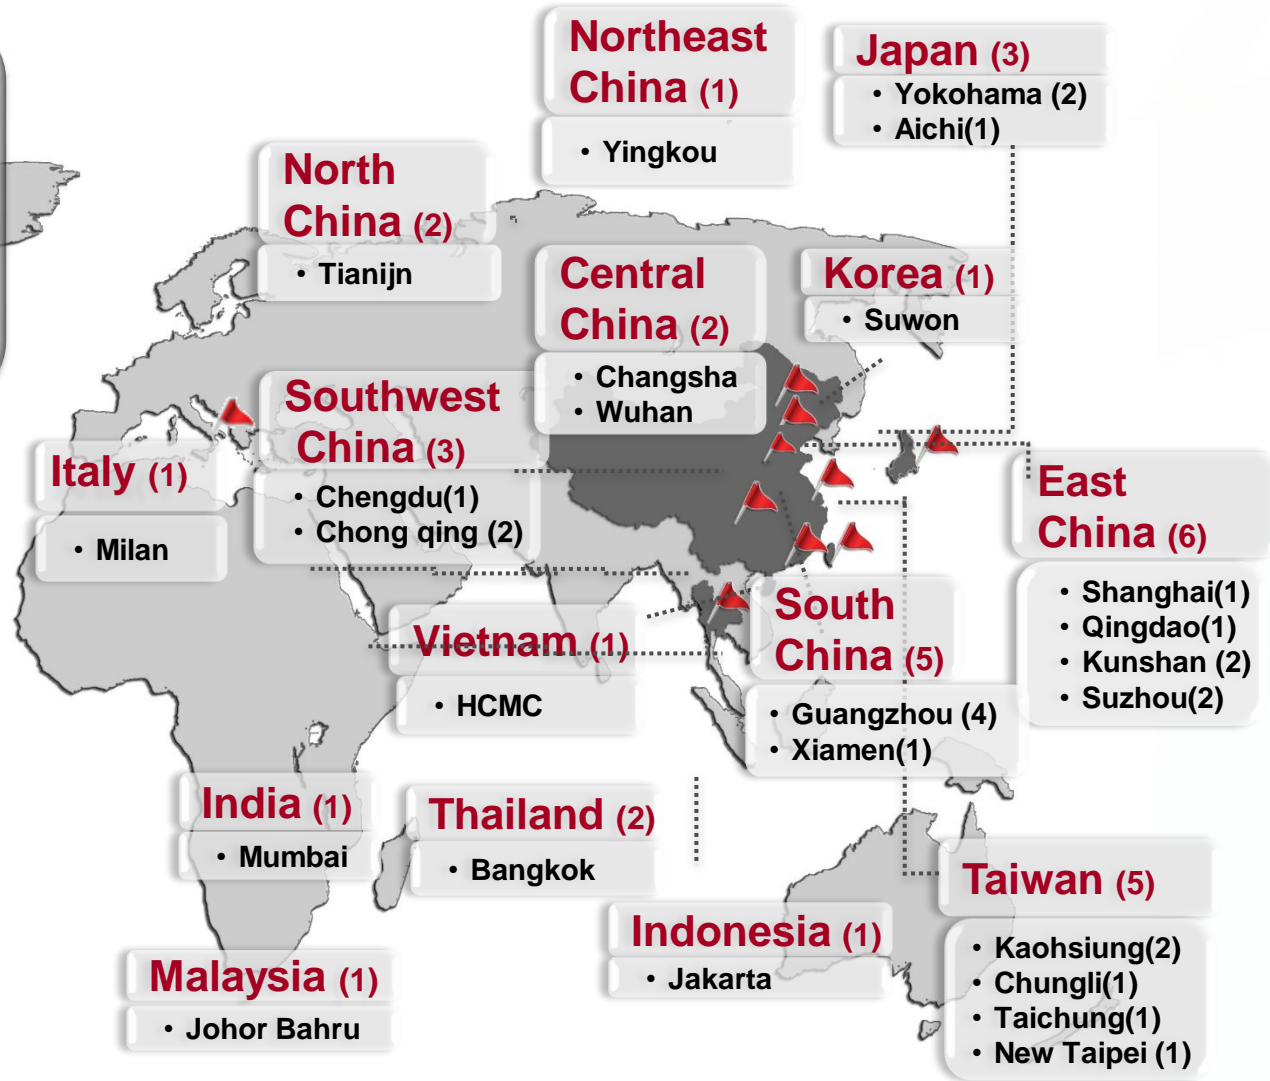 Northeast
China (1)
• Yingkou
Japan (3)
• Yokohama (2)
• Aichi(1)
North
China (2)
• Tianijn
Central
China (2)
• Changsha
• Wuhan
Korea (1)
• Suwon
Southwest
China (3)
• Chengdu(1)
• Chong qing (2)
Italy (1)
• Milan
East
China (6)
• Shanghai(1)
• Qingdao(1)
• Kunshan (2)
• Suzhou(2)
Vietnam (1)
• HCMC
South
China (5)
• Guangzhou (4)
• Xiamen(1)
India (1)
• Mumbai
Thailand (2)
• Bangkok
Taiwan (5)
• Kaohsiung(2)
• Chungli(1)
• Taichung(1)
• New Taipei (1)
Indonesia (1)
• Jakarta
Malaysia (1)
• Johor Bahru